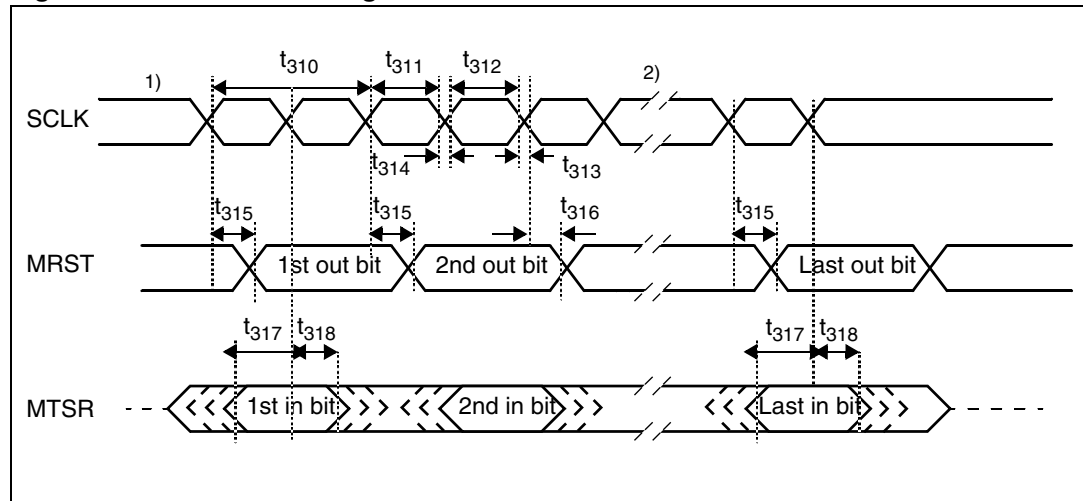 t310 t311 t312
1) 2)
SCLK
t314 t313
t315 t315 t316 t315
MRST 1st out bit 2nd out bit Last out bit
t317 t318 t317 t318
MTSR 1st in bit 2nd in bit Last in bit